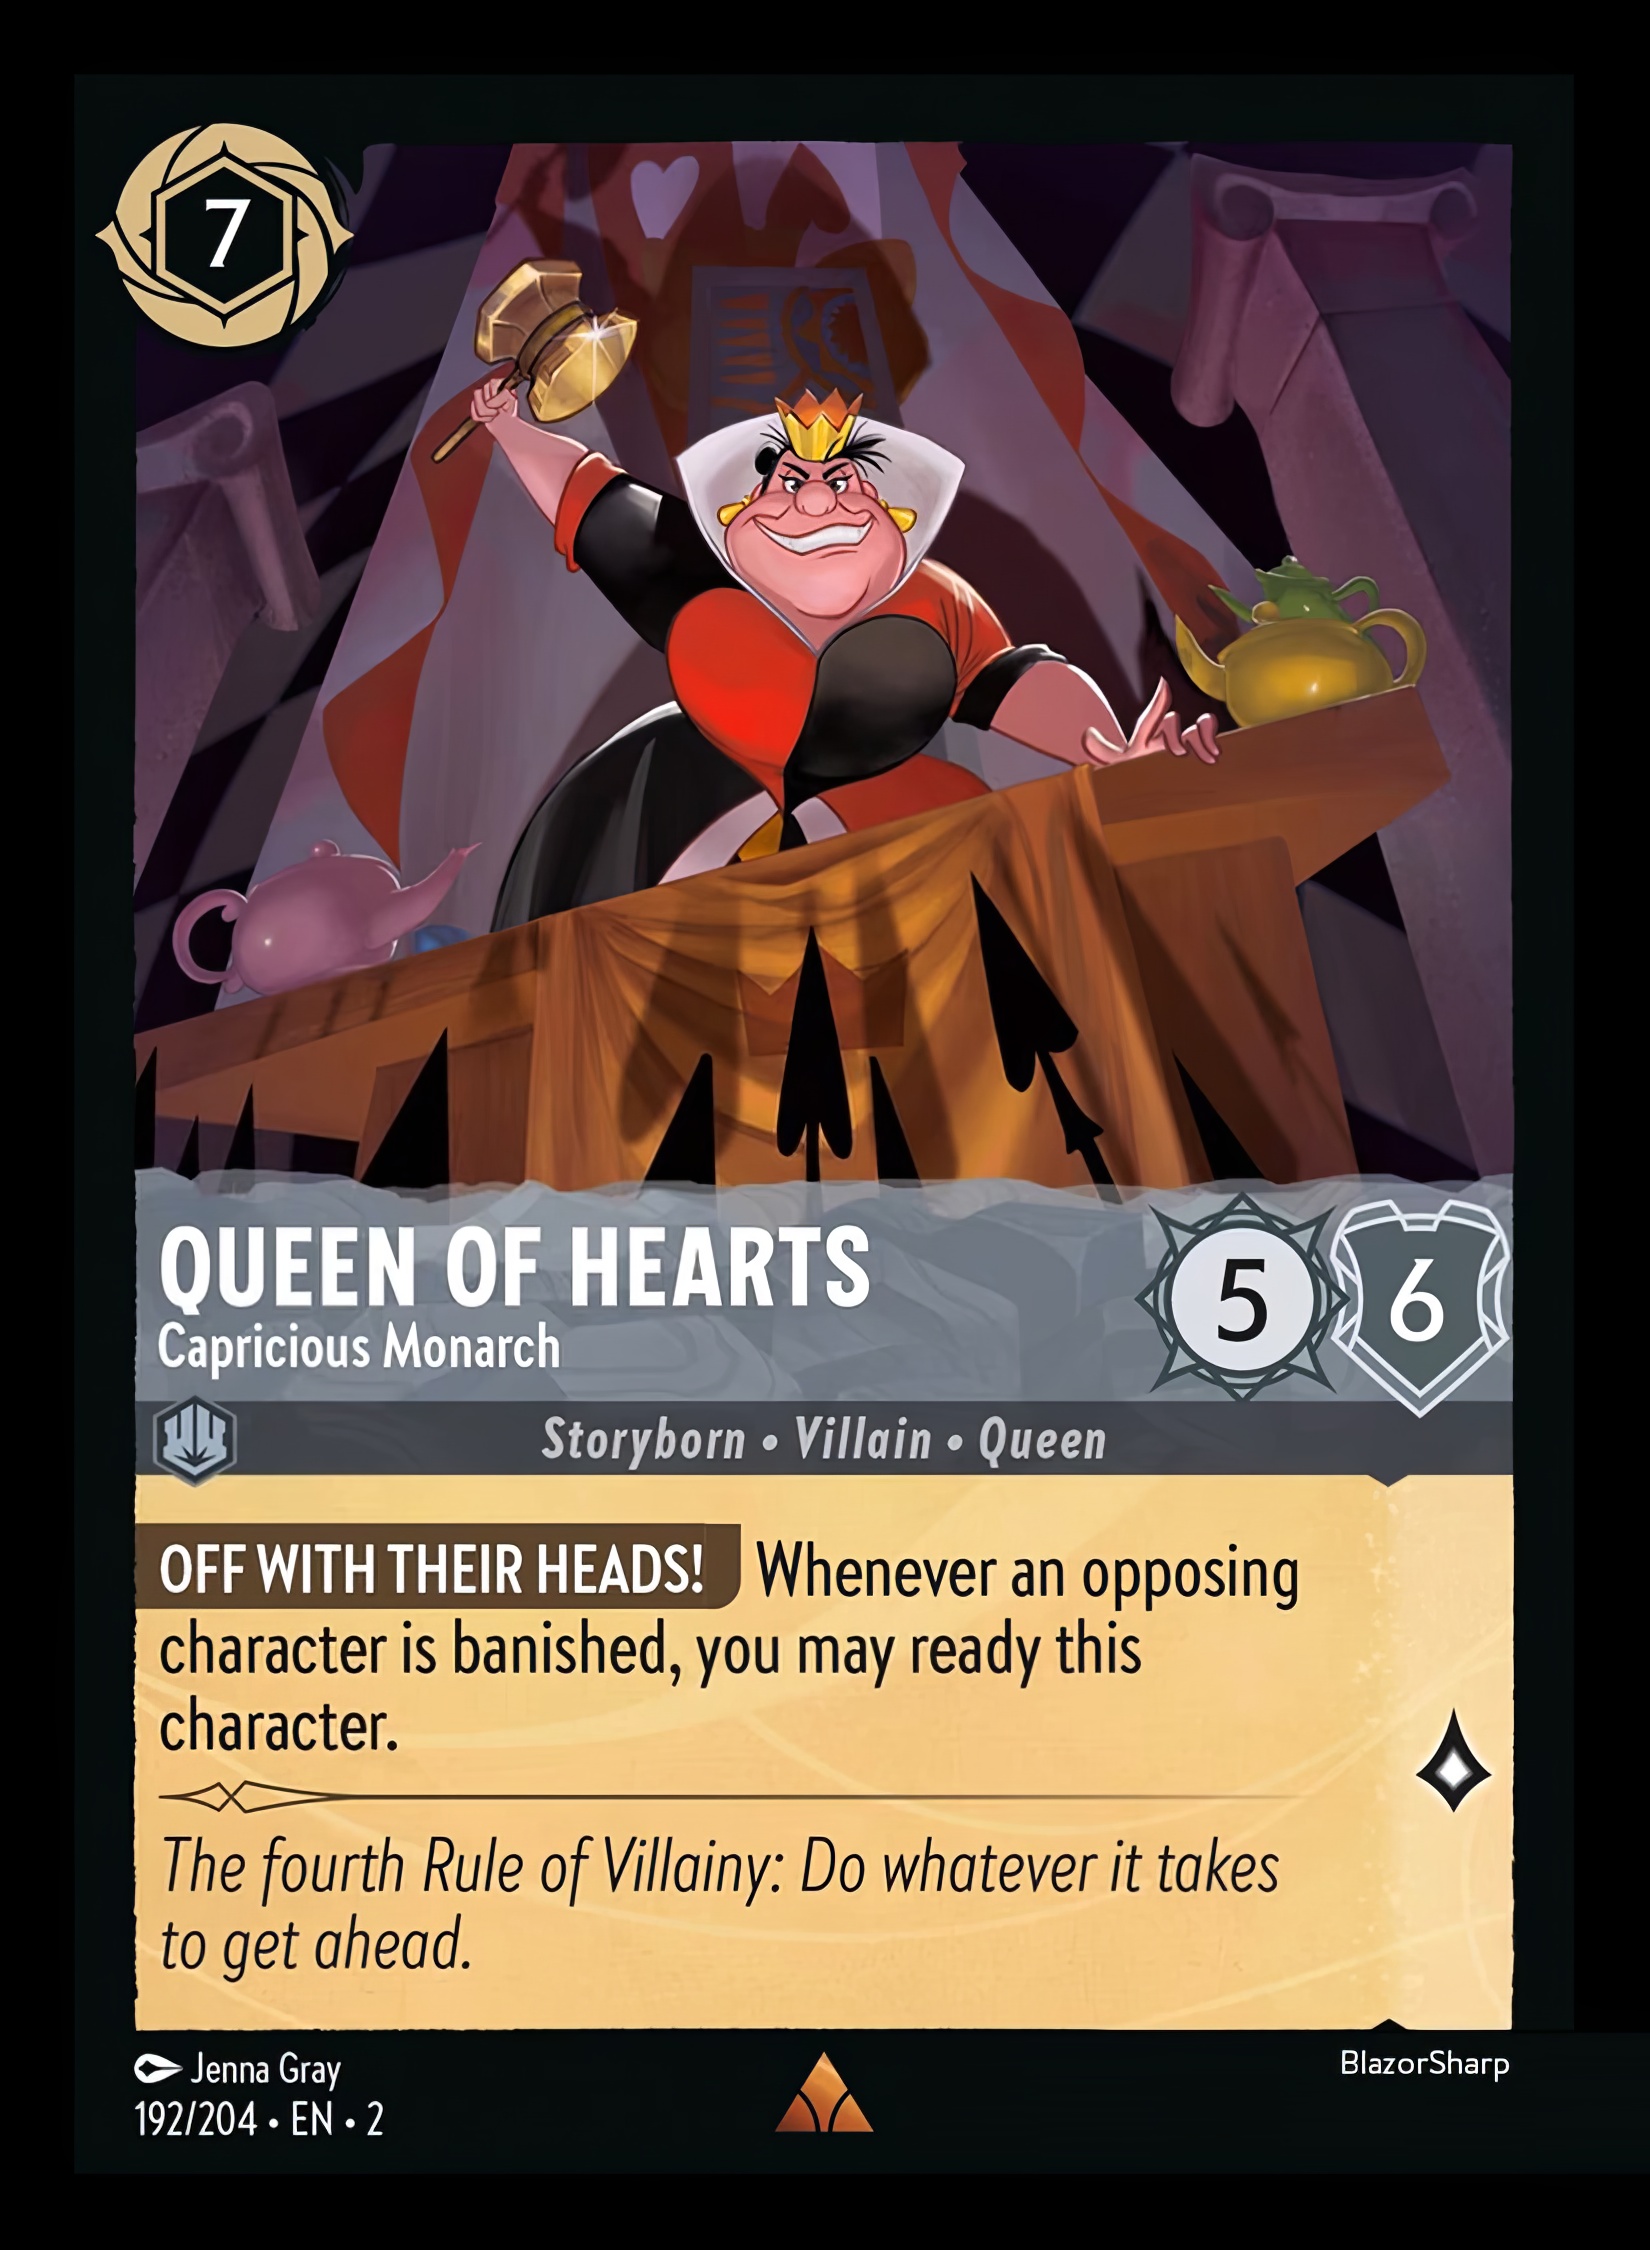 7
QUEEN OF HEARTS
Capricious Monarch
5
6
Storyborn • Villain • Queen
OFF WITH THEIR HEADS! Whenever an opposing
character is banished, you may ready this
character.
The fourth Rule of Villainy: Do whatever it takes
to get ahead.
Jenna Gray
BlazorSharp
192/204 • EN • 2